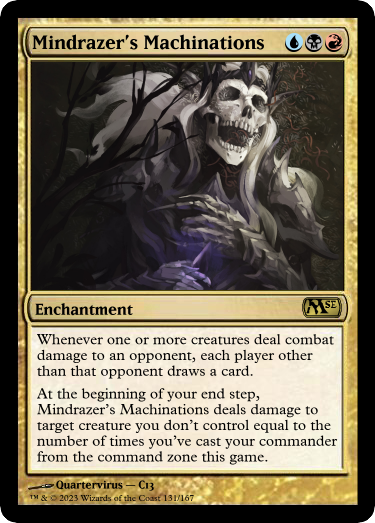 Mindrazer's Machinations
Enchantment
MSE
Whenever one or more creatures deal combat
damage to an opponent, each player other
than that opponent draws a card.
At the beginning of your end step,
Mindrazer's Machinations deals damage to
target creature you don't control equal to the
number of times you've cast your commander
from the command zone this game.
Quartervirus — C13
™ & © 2023 Wizards of the Coast 131/167